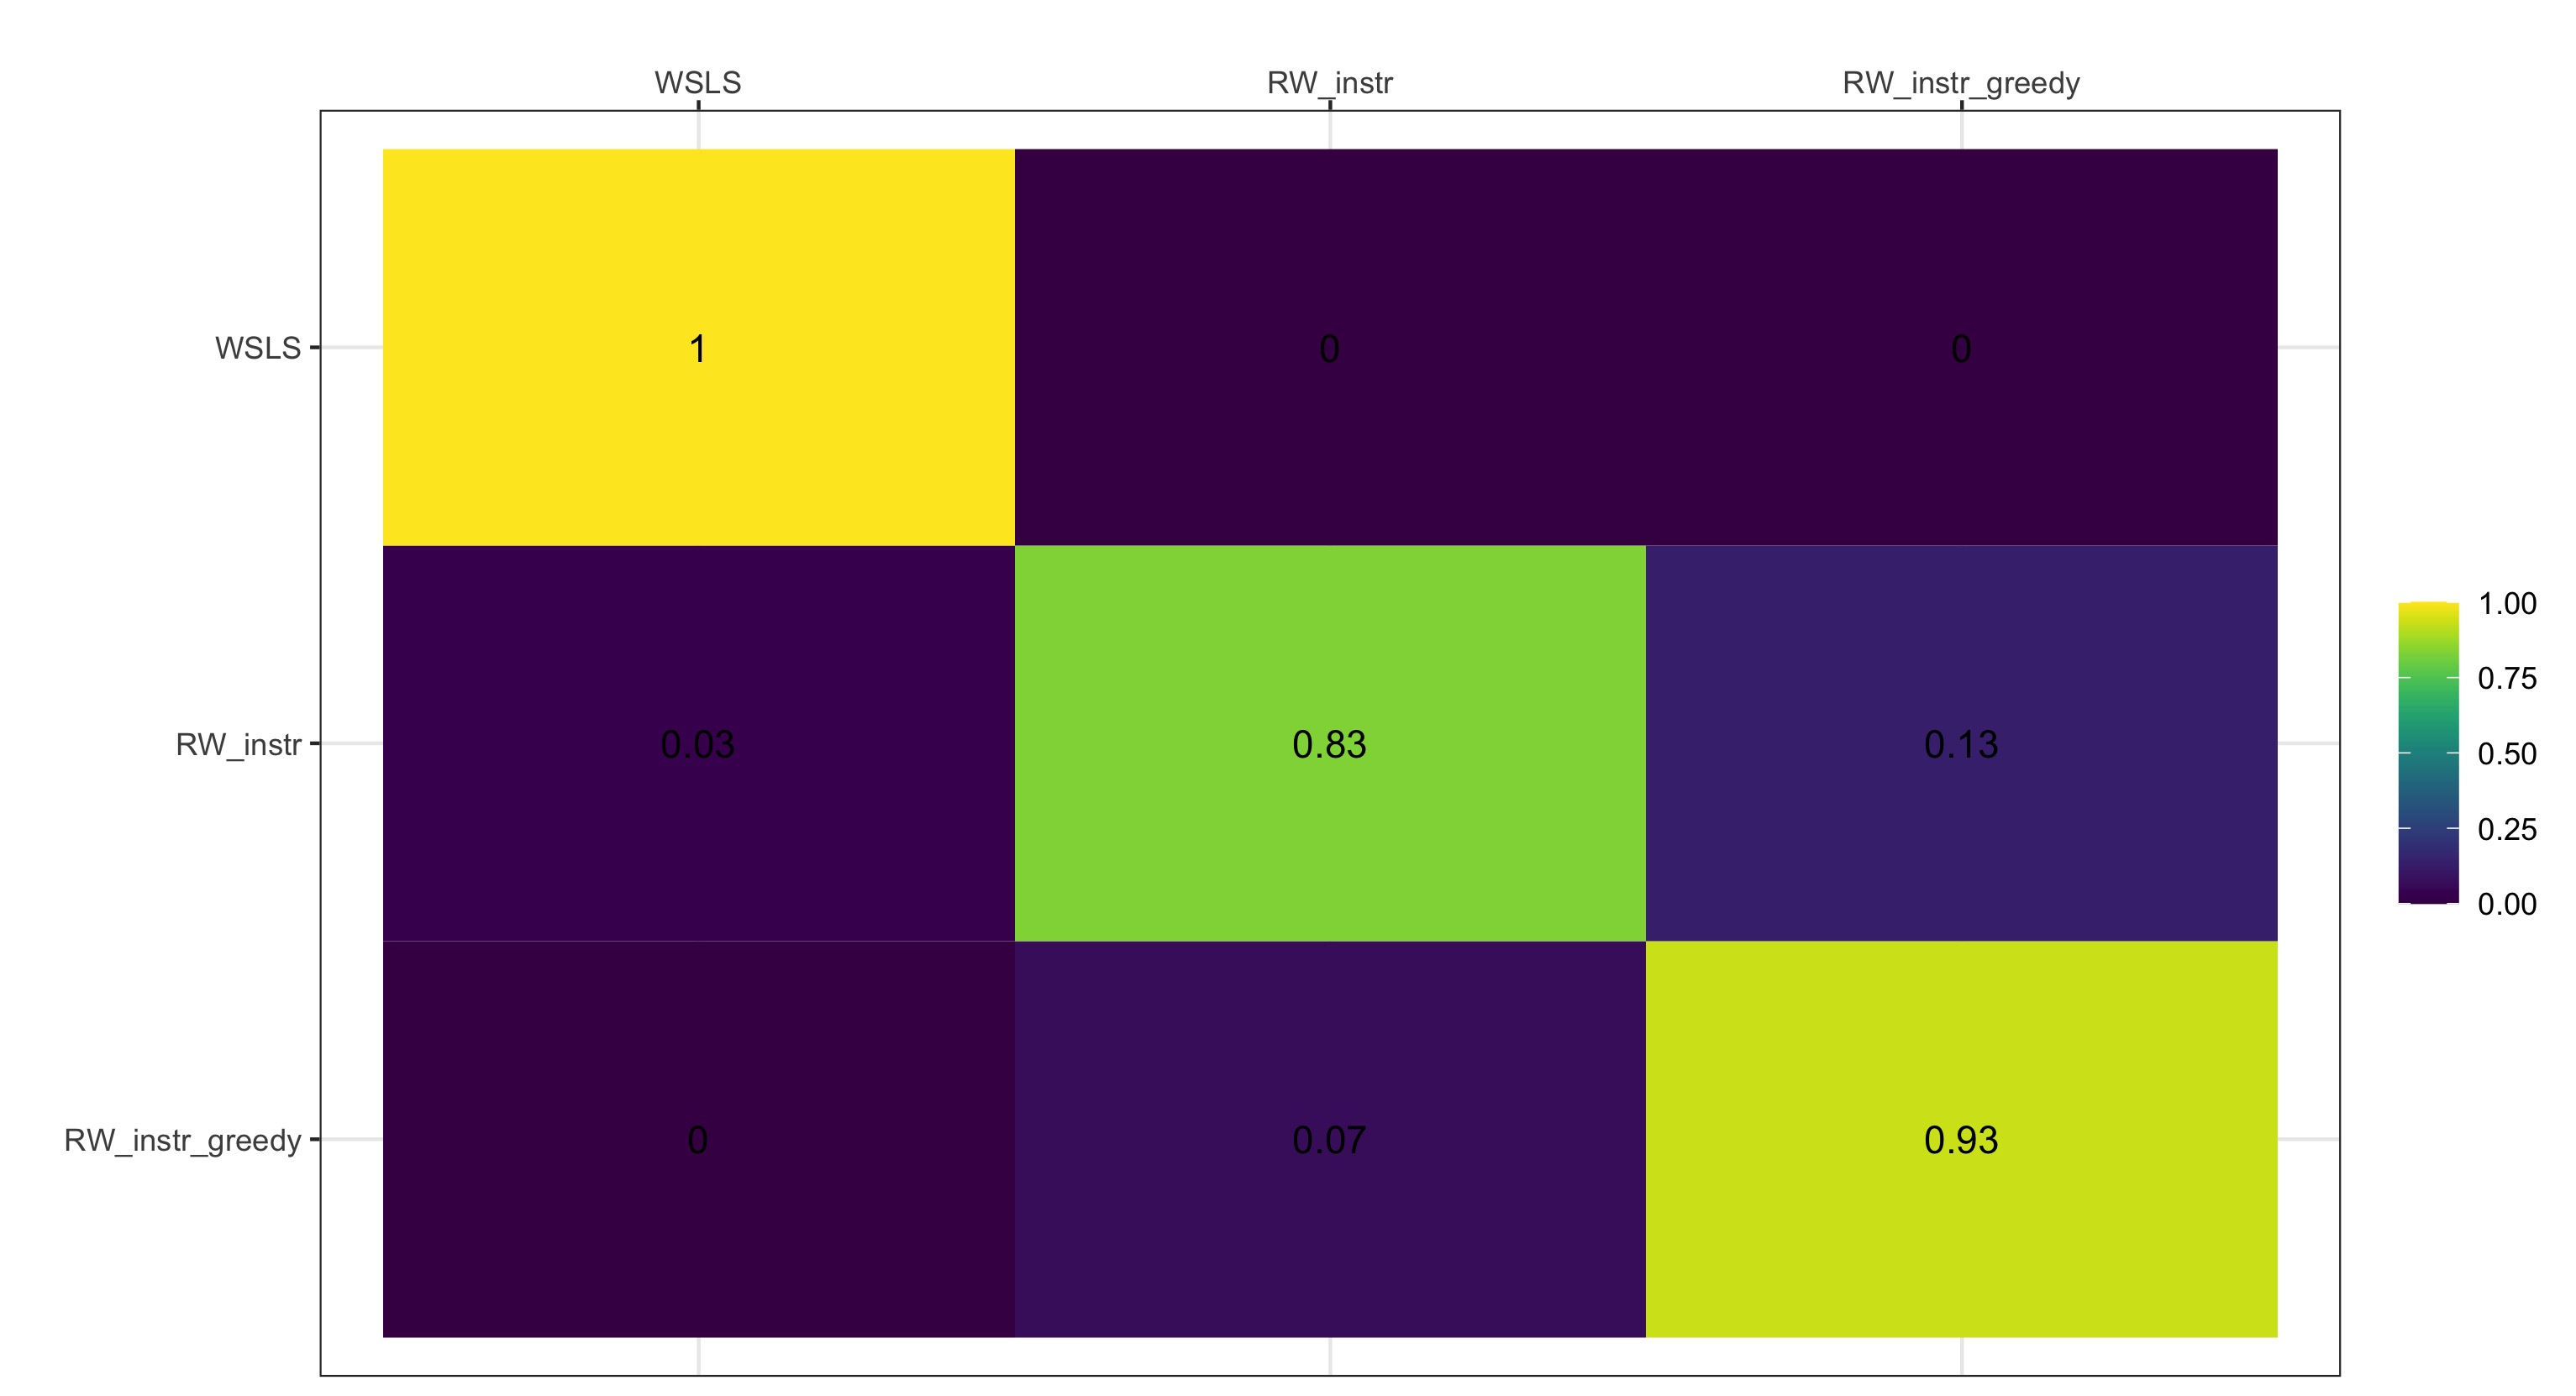 WSLS RW_instr RW_instr_greedy
WSLS 1 0 0
RW_instr 0.03 0.83 0.13
RW_instr_greedy 0 0.07 0.93
1.00
0.75
0.50
0.25
0.00